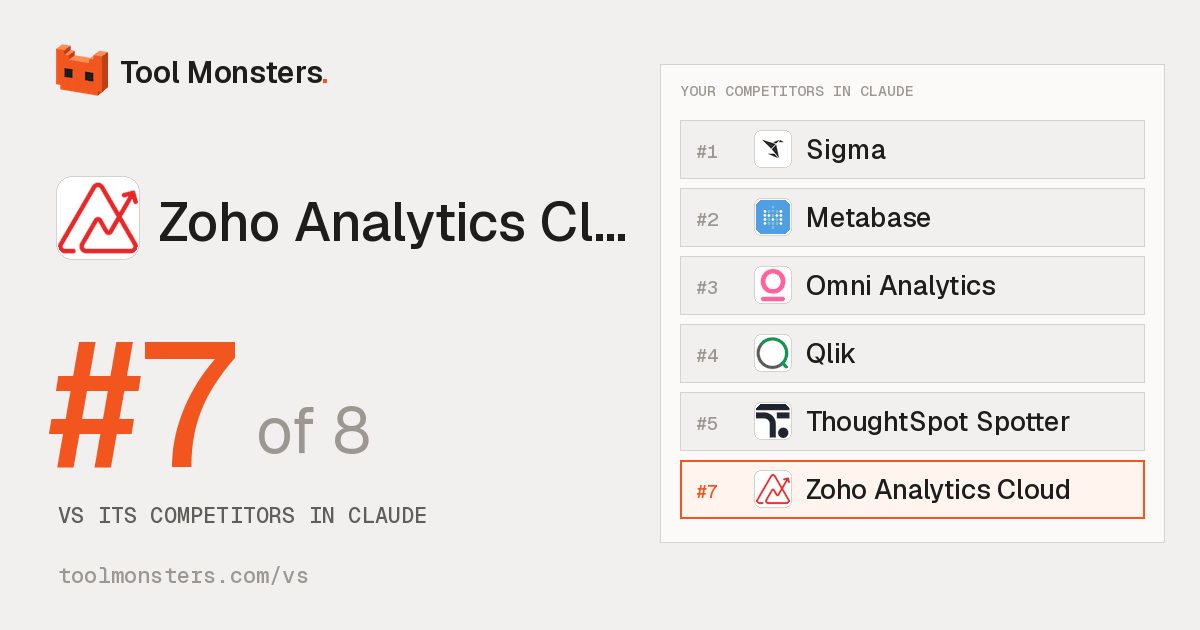 Tool Monsters.
Zoho Analytics Cl...
#7 of 8
VS ITS COMPETITORS IN CLAUDE
toolmonsters.com/vs
YOUR COMPETITORS IN CLAUDE
#1 Sigma
#2 Metabase
#3 Omni Analytics
#4 Qlik
#5 ThoughtSpot Spotter
#7 Zoho Analytics Cloud